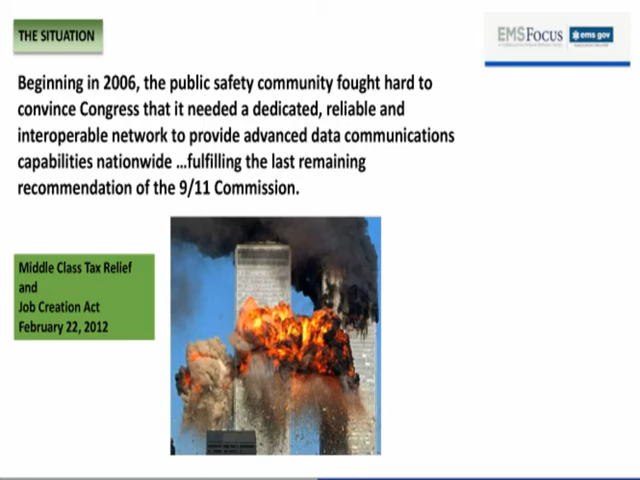 THE SITUATION
EMSFocus ems.gov
Beginning in 2006, the public safety community fought hard to
convince Congress that it needed a dedicated, reliable and
interoperable network to provide advanced data communications
capabilities nationwide ...fulfilling the last remaining
recommendation of the 9/11 Commission.
Middle Class Tax Relief
and
Job Creation Act
February 22, 2012